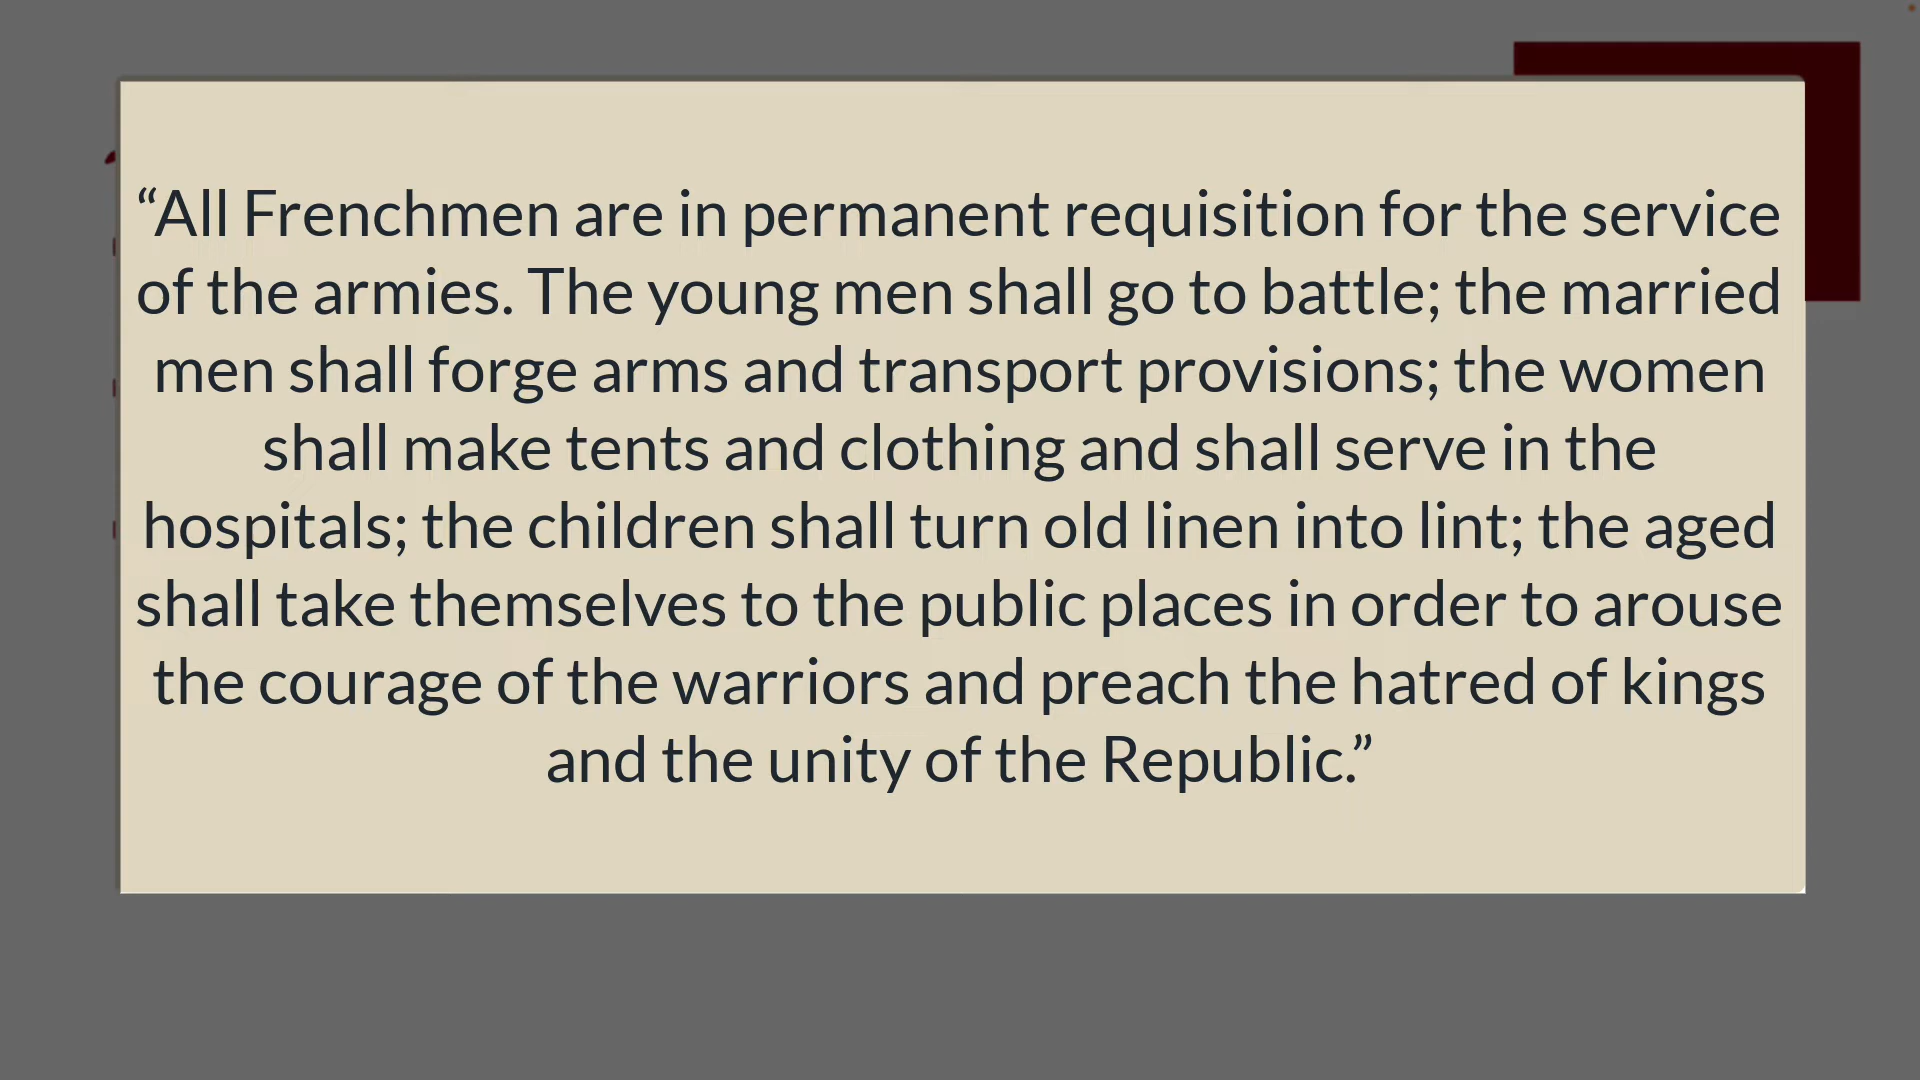 “All Frenchmen are in permanent requisition for the service
of the armies. The young men shall go to battle; the married
men shall forge arms and transport provisions; the women
shall make tents and clothing and shall serve in the
hospitals; the children shall turn old linen into lint; the aged
shall take themselves to the public places in order to arouse
the courage of the warriors and preach the hatred of kings
and the unity of the Republic.”